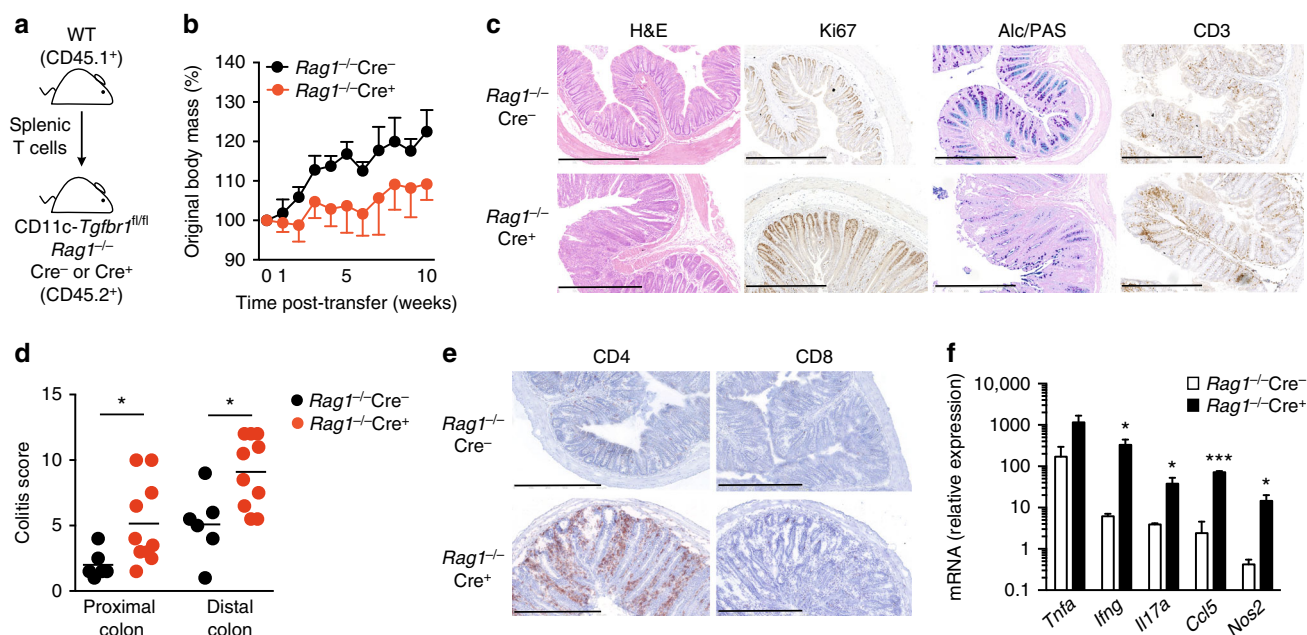 a
WT
(CD45.1+)
Splenic
T cells
CD11c-Tgfbr1fl/fl
Rag1–/–
Cre– or Cre+
(CD45.2+)
b
Original body mass (%)
140
130
120
110
100
90
0 1 5 10
Time post-transfer (weeks)
Rag1–/–Cre–
Rag1–/–Cre+
c
H&E Ki67 Alc/PAS CD3
Rag1–/–
Cre–
Rag1–/–
Cre+
d
Colitis score
15
10
5
0
* *
Proximal
colon
Distal
colon
Rag1–/–Cre–
Rag1–/–Cre+
e
CD4 CD8
Rag1–/–
Cre–
Rag1–/–
Cre+
f
mRNA (relative expression)
10,000
1000
100
10
1
0.1
Rag1–/–Cre–
Rag1–/–Cre+
* * *** *
Tnfa Ifng Il17a Ccl5 Nos2